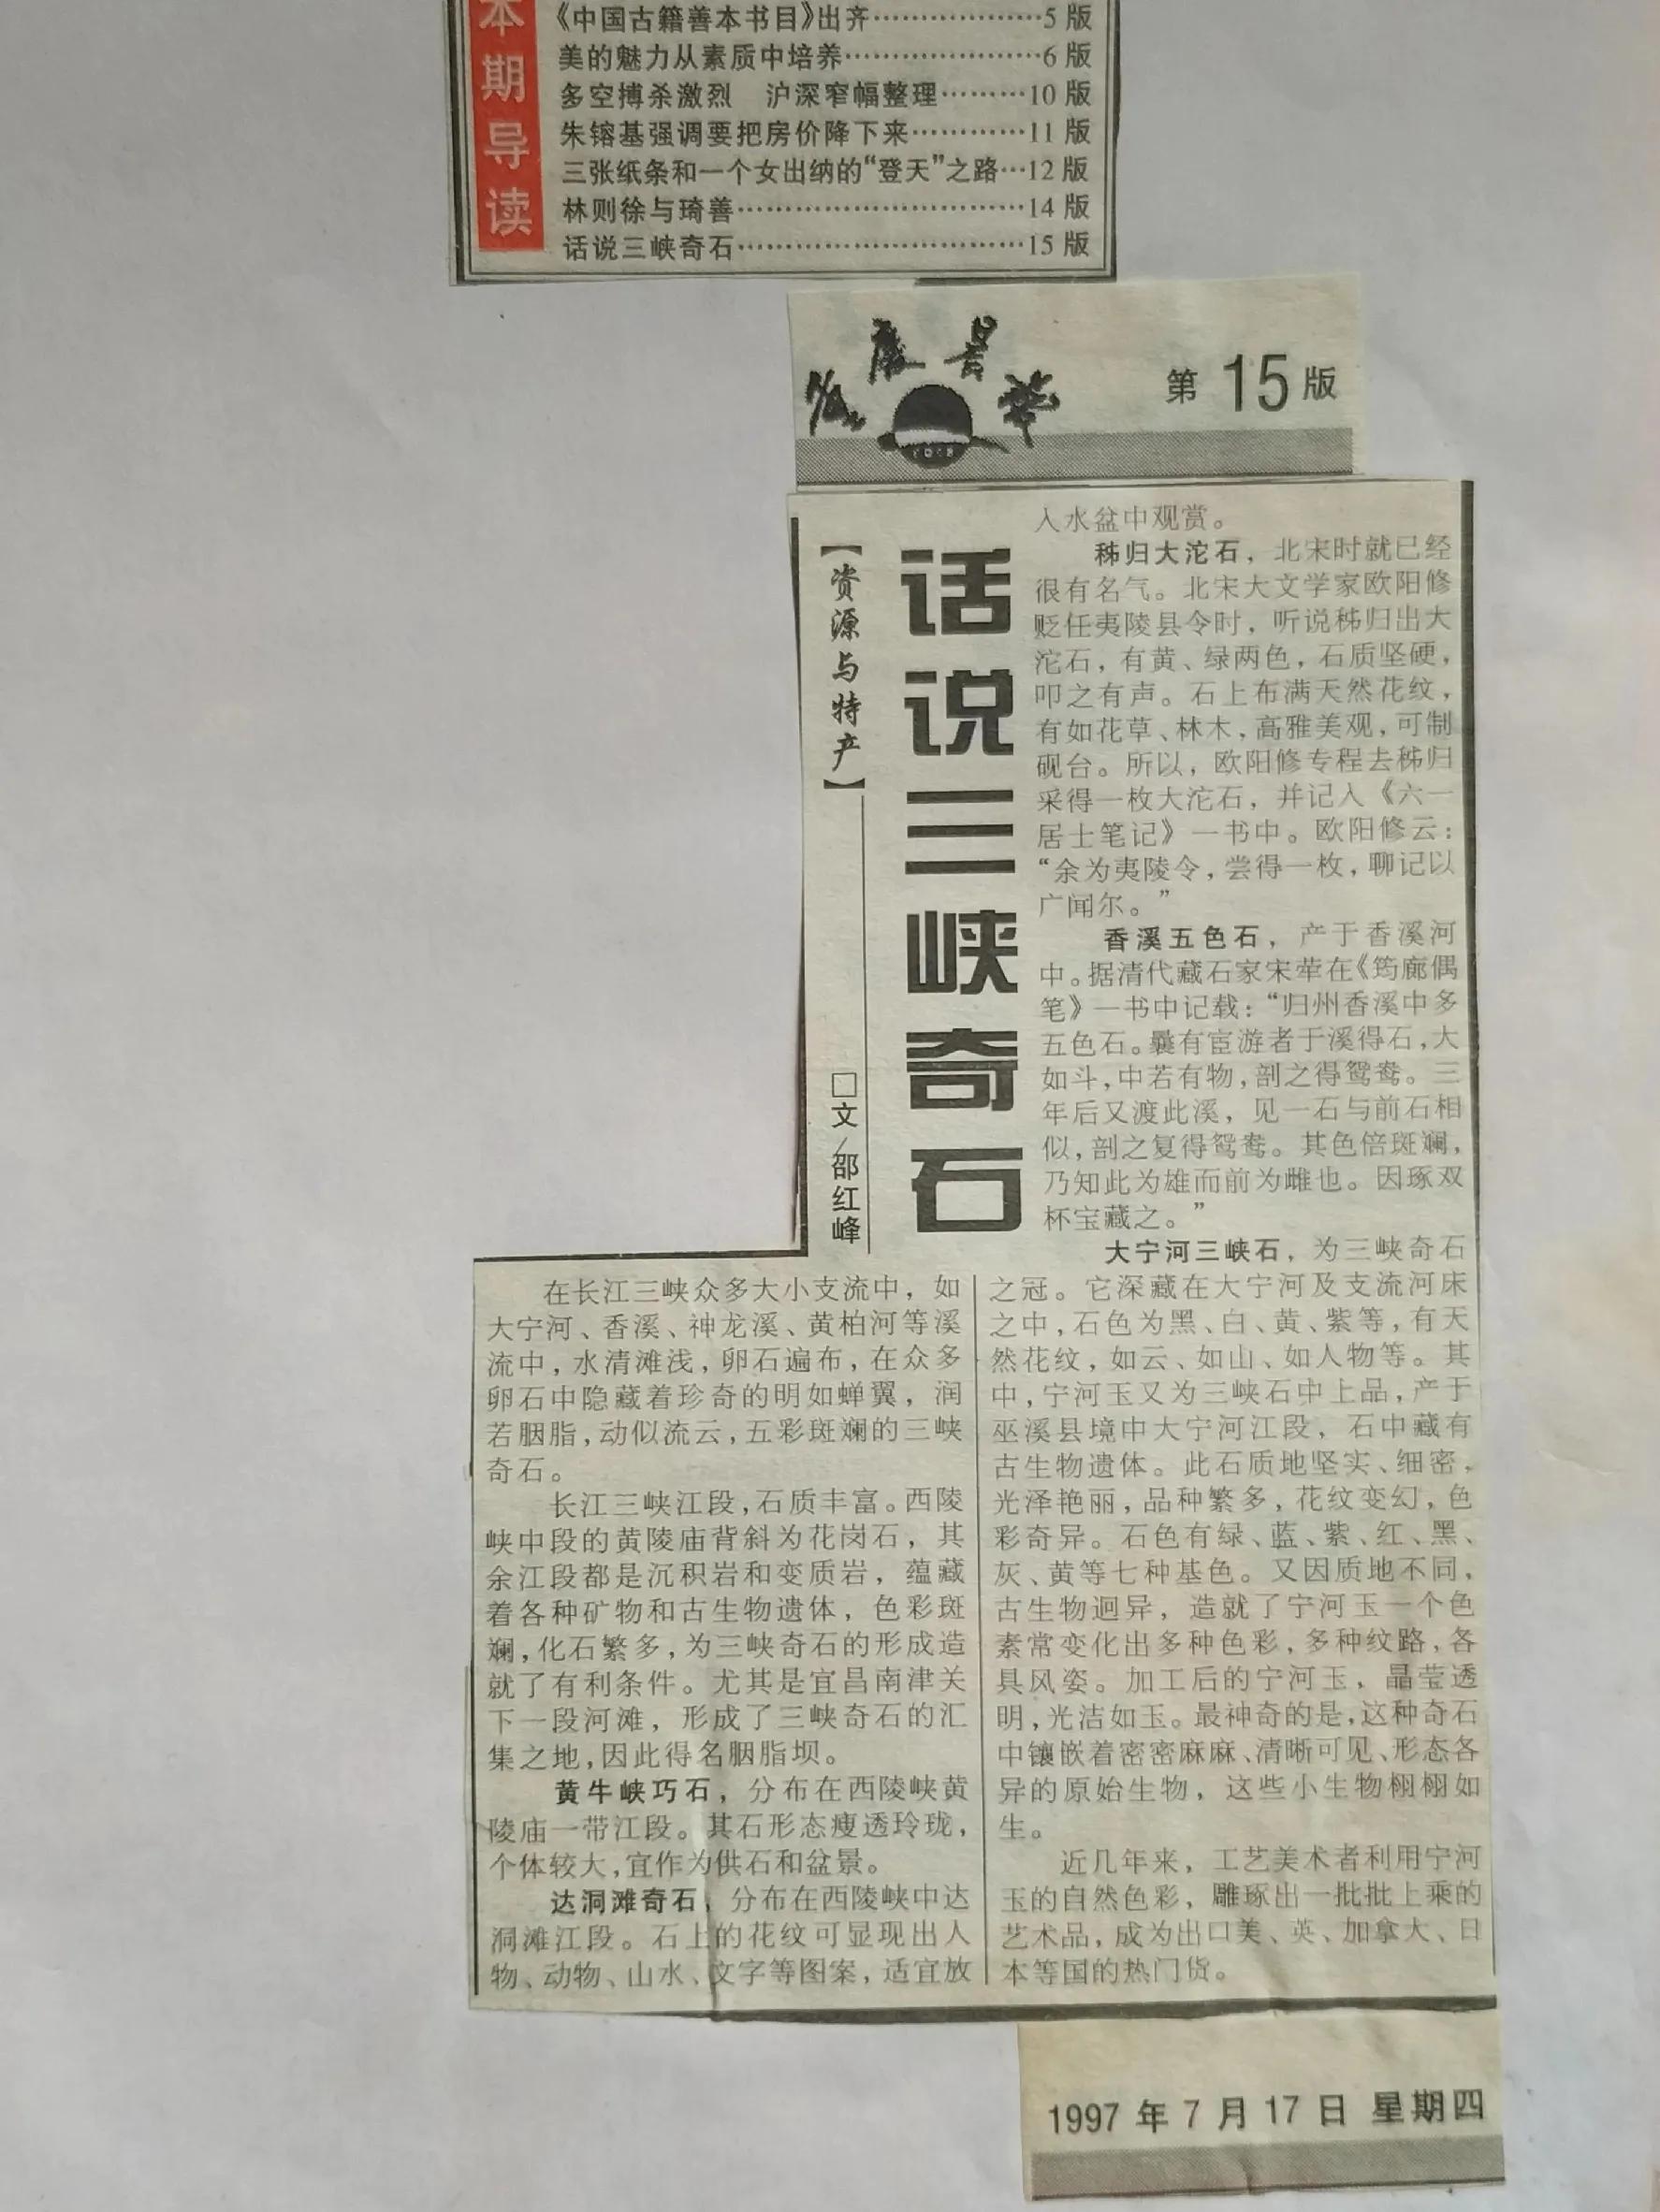 本期导读
《中国古籍善本书目》出齐………………5 版
美的魅力从素质中培养…………………6 版
多空搏杀激烈　沪深窄幅整理………10 版
朱镕基强调要把房价降下来…………11 版
三张纸条和一个女出纳的“登天”之路…12 版
林则徐与琦善…………………………14 版
话说三峡奇石…………………………15 版
发展景荣
第 15 版
【资源与特产】
话说三峡奇石
□文／邵红峰
在长江三峡众多大小支流中，如
大宁河、香溪、神龙溪、黄柏河等溪
流中，水清滩浅，卵石遍布，在众多
卵石中隐藏着珍奇的明如蝉翼，润
若胭脂，动似流云，五彩斑斓的三峡
奇石。
长江三峡江段，石质丰富。西陵
峡中段的黄陵庙背斜为花岗石，其
余江段都是沉积岩和变质岩，蕴藏
着各种矿物和古生物遗体，色彩斑
斓，化石繁多，为三峡奇石的形成造
就了有利条件。尤其是宜昌南津关
下一段河滩，形成了三峡奇石的汇
集之地，因此得名胭脂坝。
黄牛峡巧石，分布在西陵峡黄
陵庙一带江段。其石形态瘦透玲珑，
个体较大，宜作为供石和盆景。
达洞滩奇石，分布在西陵峡中达
洞滩江段。石上的花纹可显现出人
物、动物、山水、文字等图案，适宜放
入水盆中观赏。
秭归大沱石，北宋时就已经
很有名气。北宋大文学家欧阳修
贬任夷陵县令时，听说秭归出大
沱石，有黄、绿两色，石质坚硬，
叩之有声。石上布满天然花纹，
有如花草、林木，高雅美观，可制
砚台。所以，欧阳修专程去秭归
采得一枚大沱石，并记入《六一
居士笔记》一书中。欧阳修云：
“余为夷陵令，尝得一枚，聊记以
广闻尔。”
香溪五色石，产于香溪河
中。据清代藏石家宋荦在《筠廊偶
笔》一书中记载：“归州香溪中多
五色石。曩有宦游者于溪得石，大
如斗，中若有物，剖之得鸳鸯。三
年后又渡此溪，见一石与前石相
似，剖之复得鸳鸯。其色倍斑斓，
乃知此为雄而前为雌也。因琢双
杯宝藏之。”
大宁河三峡石，为三峡奇石
之冠。它深藏在大宁河及支流河床
之中，石色为黑、白、黄、紫等，有天
然花纹，如云、如山、如人物等。其
中，宁河玉又为三峡石中上品，产于
巫溪县境中大宁河江段，石中藏有
古生物遗体。此石质地坚实、细密，
光泽艳丽，品种繁多，花纹变幻，色
彩奇异。石色有绿、蓝、紫、红、黑、
灰、黄等七种基色。又因质地不同，
古生物迥异，造就了宁河玉一个色
素常变化出多种色彩，多种纹路，各
具风姿。加工后的宁河玉，晶莹透
明，光洁如玉。最神奇的是，这种奇石
中镶嵌着密密麻麻、清晰可见、形态各
异的原始生物，这些小生物栩栩如
生。
近几年来，工艺美术者利用宁河
玉的自然色彩，雕琢出一批批上乘的
艺术品，成为出口美、英、加拿大、日
本等国的热门货。
1997 年 7 月 17 日 星期四